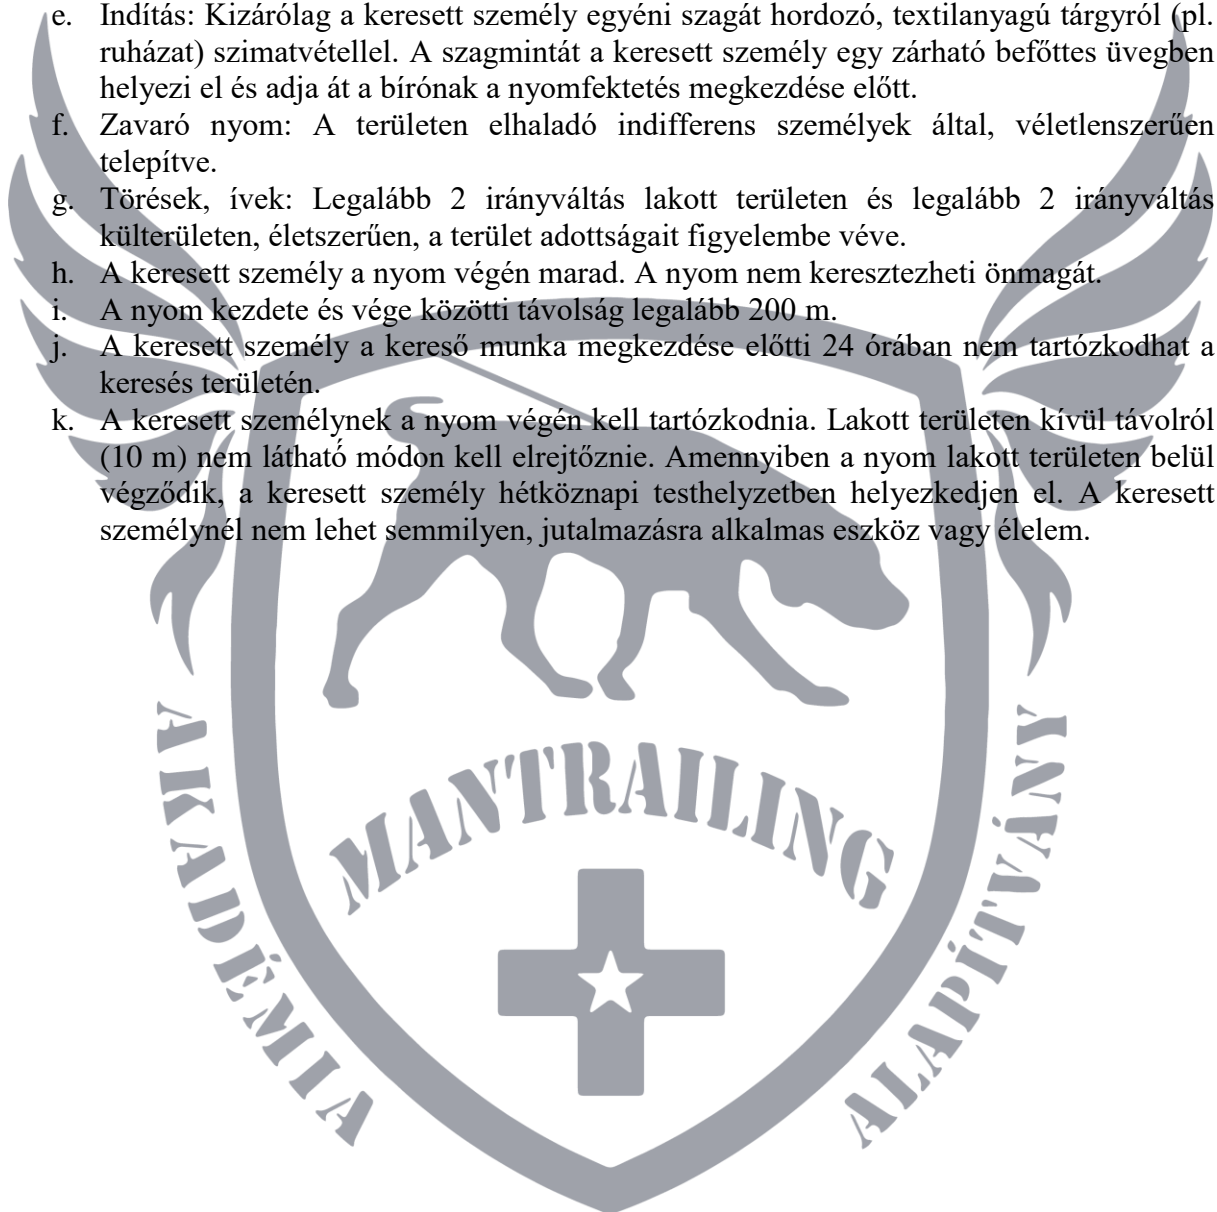 e. Indítás: Kizárólag a keresett személy egyéni szagát hordozó, textilanyagú tárgyról (pl.
ruházat) szimatvétellel. A szagmintát a keresett személy egy zárható befőttes üvegben
helyezi el és adja át a bírónak a nyomfektetés megkezdése előtt.
f. Zavaró nyom: A területen elhaladó indifferens személyek által, véletlenszerűen
telepítve.
g. Törések, ívek: Legalább 2 irányváltás lakott területen és legalább 2 irányváltás
külterületen, életszerűen, a terület adottságait figyelembe véve.
h. A keresett személy a nyom végén marad. A nyom nem keresztezheti önmagát.
i. A nyom kezdete és vége közötti távolság legalább 200 m.
j. A keresett személy a kereső munka megkezdése előtti 24 órában nem tartózkodhat a
keresés területén.
k. A keresett személynek a nyom végén kell tartózkodnia. Lakott területen kívül távolról
(10 m) nem látható módon kell elrejtőznie. Amennyiben a nyom lakott területen belül
végződik, a keresett személy hétköznapi testhelyzetben helyezkedjen el. A keresett
személynél nem lehet semmilyen, jutalmazásra alkalmas eszköz vagy élelem.
MANTRAILING
AKADÉMIA
ALAPÍTVÁNY